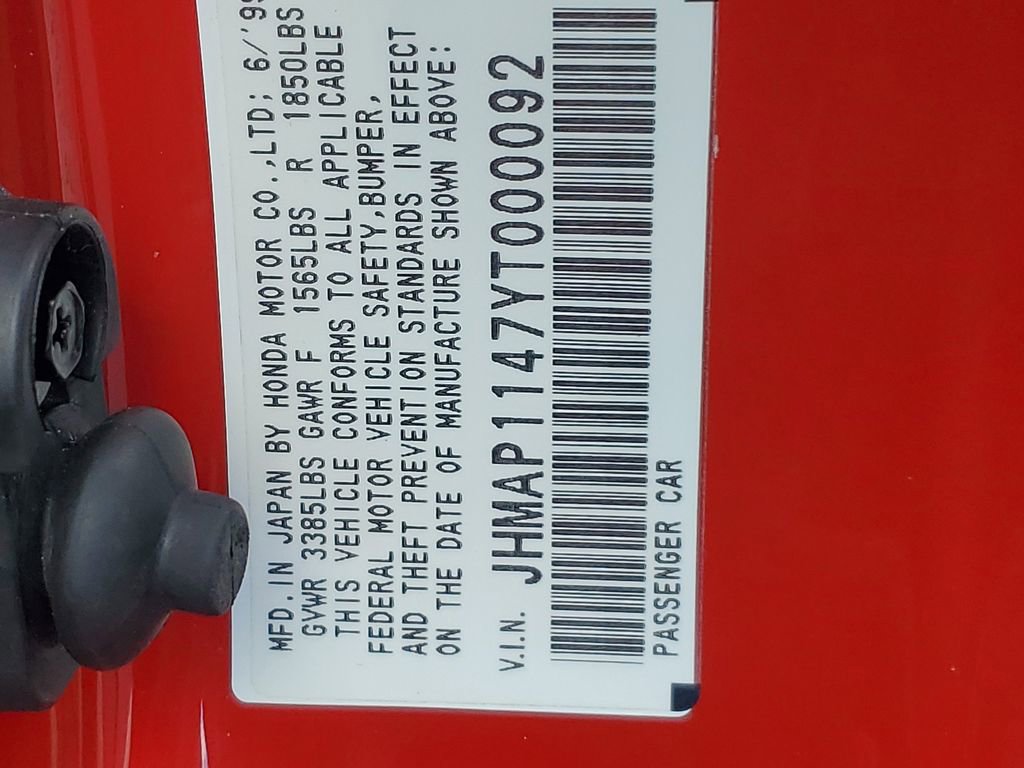 MFD. IN JAPAN BY HONDA MOTOR CO.,LTD; 6/'99
GVWR 3385LBS GAWR F 1565LBS R 1850LBS
THIS VEHICLE CONFORMS TO ALL APPLICABLE
FEDERAL MOTOR VEHICLE SAFETY,BUMPER,
AND THEFT PREVENTION STANDARDS IN EFFECT
ON THE DATE OF MANUFACTURE SHOWN ABOVE:
V.I.N. JHMAP1147YT000092
PASSENGER CAR